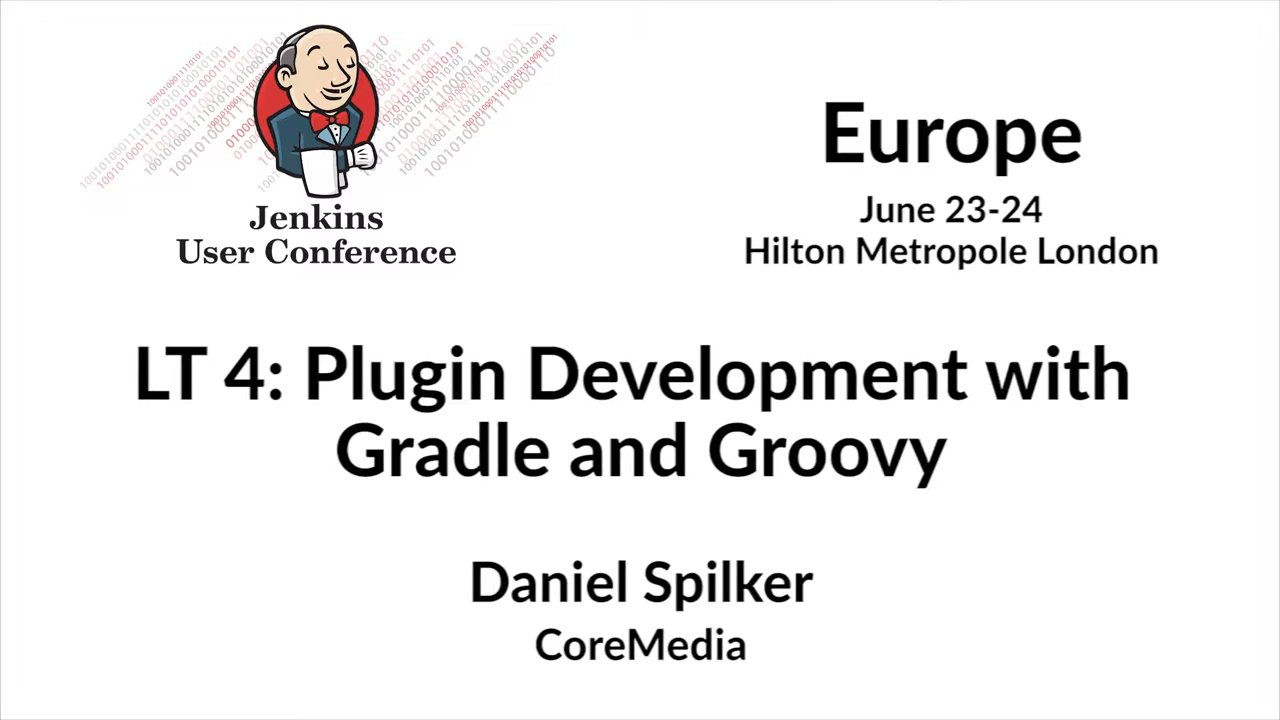 Jenkins
User Conference
Europe
June 23-24
Hilton Metropole London
LT 4: Plugin Development with
Gradle and Groovy
Daniel Spilker
CoreMedia